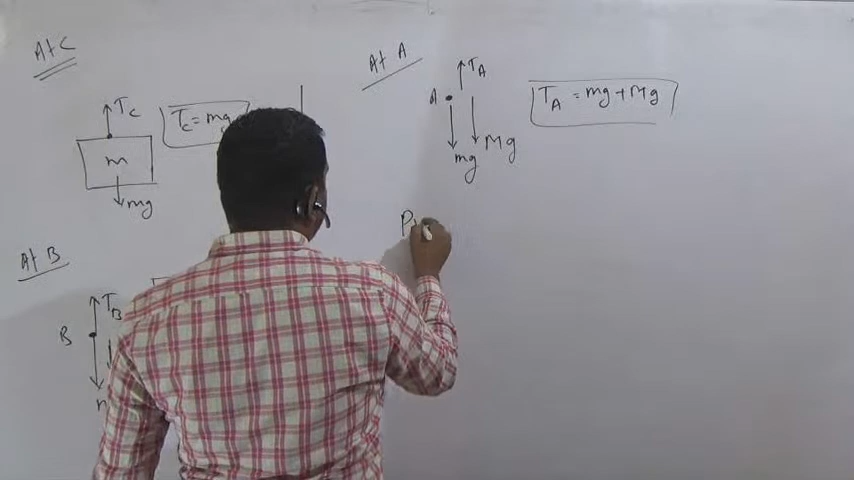 At C
T_C
T_C = mg
m
mg
At B
T_B
B
At A
T_A
A
mg
Mg
T_A = mg + Mg